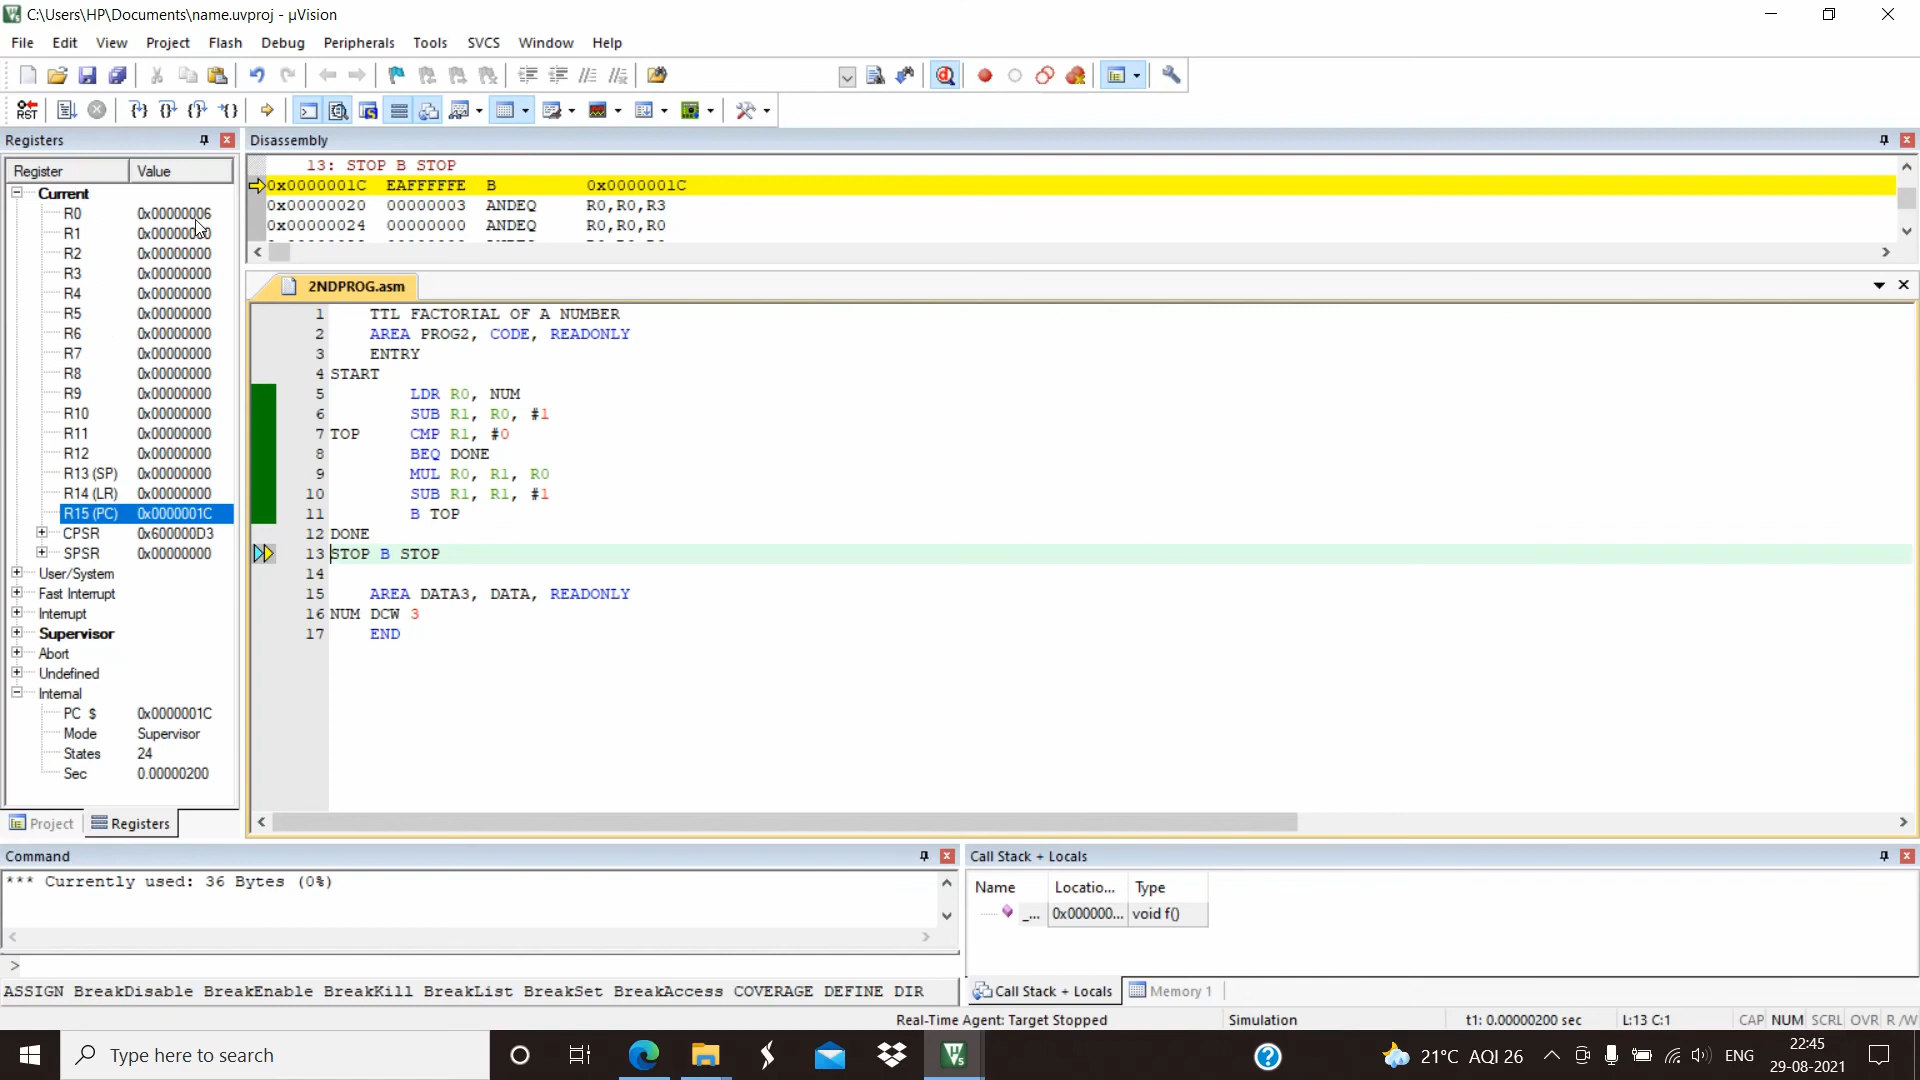 C:\Users\HP\Documents\name.uvproj - µVision
File Edit View Project Flash Debug Peripherals Tools SVCS Window Help
RST
Registers
Register Value
Current
R0 0x00000006
R1 0x00000000
R2 0x00000000
R3 0x00000000
R4 0x00000000
R5 0x00000000
R6 0x00000000
R7 0x00000000
R8 0x00000000
R9 0x00000000
R10 0x00000000
R11 0x00000000
R12 0x00000000
R13 (SP) 0x00000000
R14 (LR) 0x00000000
R15 (PC) 0x0000001C
CPSR 0x600000D3
SPSR 0x00000000
User/System
Fast Interrupt
Interrupt
Supervisor
Abort
Undefined
Internal
PC $ 0x0000001C
Mode Supervisor
States 24
Sec 0.00000200
Project Registers
Disassembly
13: STOP B STOP
0x0000001C EAFFFFFE B 0x0000001C
0x00000020 00000003 ANDEQ R0,R0,R3
0x00000024 00000000 ANDEQ R0,R0,R0
2NDPROG.asm
1 TTL FACTORIAL OF A NUMBER
2 AREA PROG2, CODE, READONLY
3 ENTRY
4 START
5 LDR R0, NUM
6 SUB R1, R0, #1
7 TOP CMP R1, #0
8 BEQ DONE
9 MUL R0, R1, R0
10 SUB R1, R1, #1
11 B TOP
12 DONE
13 STOP B STOP
14
15 AREA DATA3, DATA, READONLY
16 NUM DCW 3
17 END
Command
*** Currently used: 36 Bytes (0%)
>
ASSIGN BreakDisable BreakEnable BreakKill BreakList BreakSet BreakAccess COVERAGE DEFINE DIR
Call Stack + Locals
Name Locatio... Type
_... 0x000000... void f()
Call Stack + Locals Memory 1
Real-Time Agent: Target Stopped Simulation t1: 0.00000200 sec L:13 C:1 CAP NUM SCRL OVR R/W
Type here to search
21°C AQI 26 ENG
22:45
29-08-2021